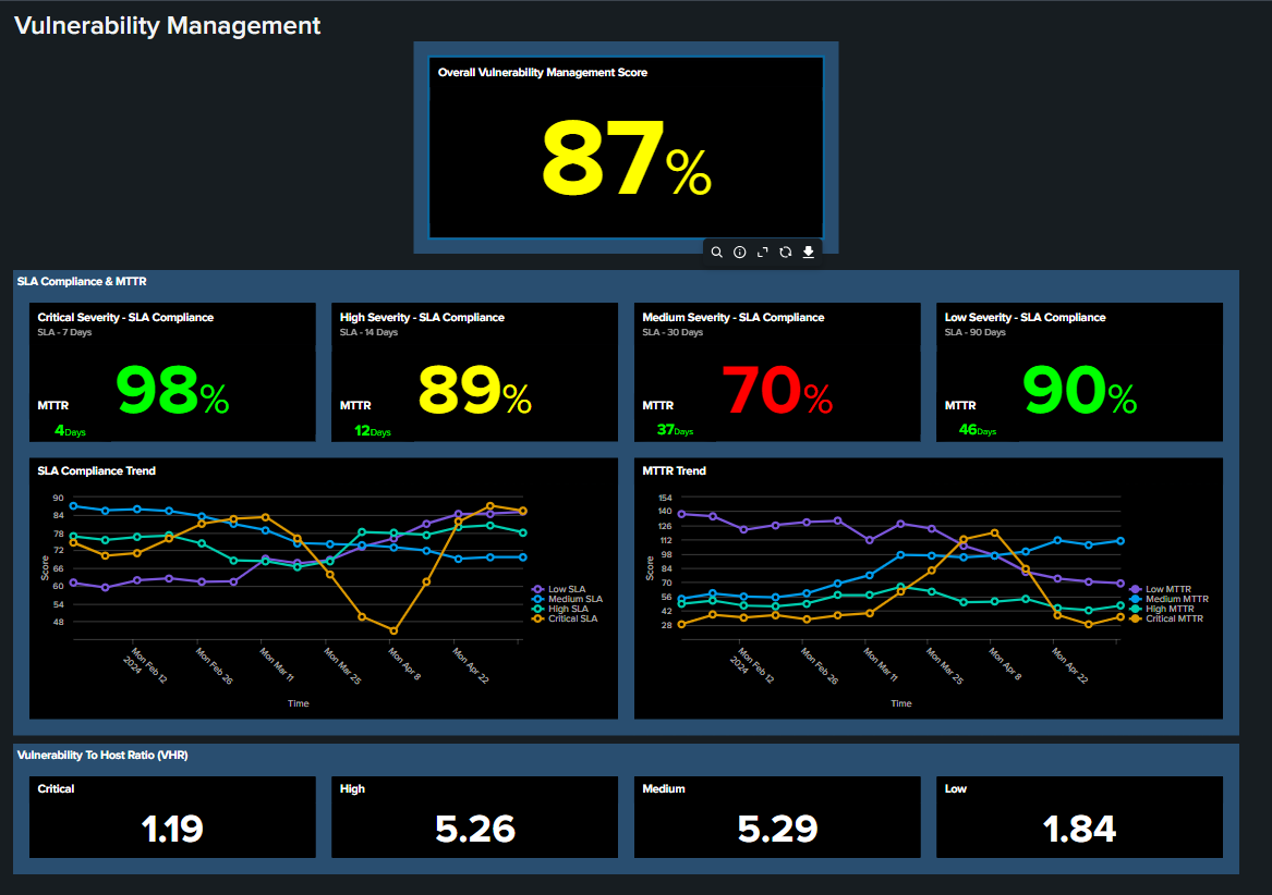 Vulnerability Management
Overall Vulnerability Management Score
87%
SLA Compliance & MTTR
Critical Severity - SLA Compliance
SLA - 7 Days
98%
MTTR
4Days
High Severity - SLA Compliance
SLA - 14 Days
89%
MTTR
12Days
Medium Severity - SLA Compliance
SLA - 30 Days
70%
MTTR
37Days
Low Severity - SLA Compliance
SLA - 90 Days
90%
MTTR
46Days
SLA Compliance Trend
90
84
78
72
66
60
54
48
Score
Mon Feb 12
2024
Mon Feb 26
Mon Mar 11
Mon Mar 25
Mon Apr 8
Mon Apr 22
Time
Low SLA
Medium SLA
High SLA
Critical SLA
MTTR Trend
154
140
126
112
98
84
70
56
42
28
Score
Mon Feb 12
2024
Mon Feb 26
Mon Mar 11
Mon Mar 25
Mon Apr 8
Mon Apr 22
Time
Low MTTR
Medium MTTR
High MTTR
Critical MTTR
Vulnerability To Host Ratio (VHR)
Critical
1.19
High
5.26
Medium
5.29
Low
1.84